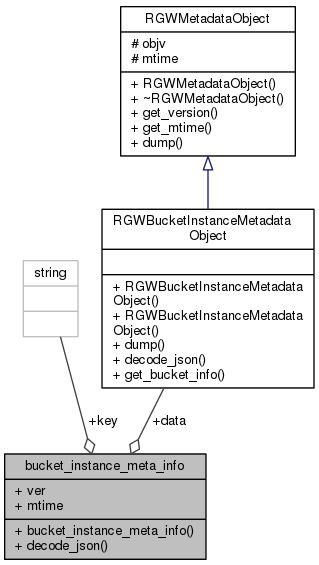 RGWMetadataObject
# objv
# mtime
+ RGWMetadataObject()
+ ~RGWMetadataObject()
+ get_version()
+ get_mtime()
+ dump()
RGWBucketInstanceMetadata
Object
+ RGWBucketInstanceMetadata
Object()
+ RGWBucketInstanceMetadata
Object()
+ dump()
+ decode_json()
+ get_bucket_info()
string
+key
+data
bucket_instance_meta_info
+ ver
+ mtime
+ bucket_instance_meta_info()
+ decode_json()